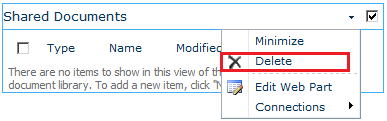 Shared Documents
Minimize
Type Name Modified
Delete
There are no items to show in this view of th
document library. To add a new item, click "N
Edit Web Part
Connections